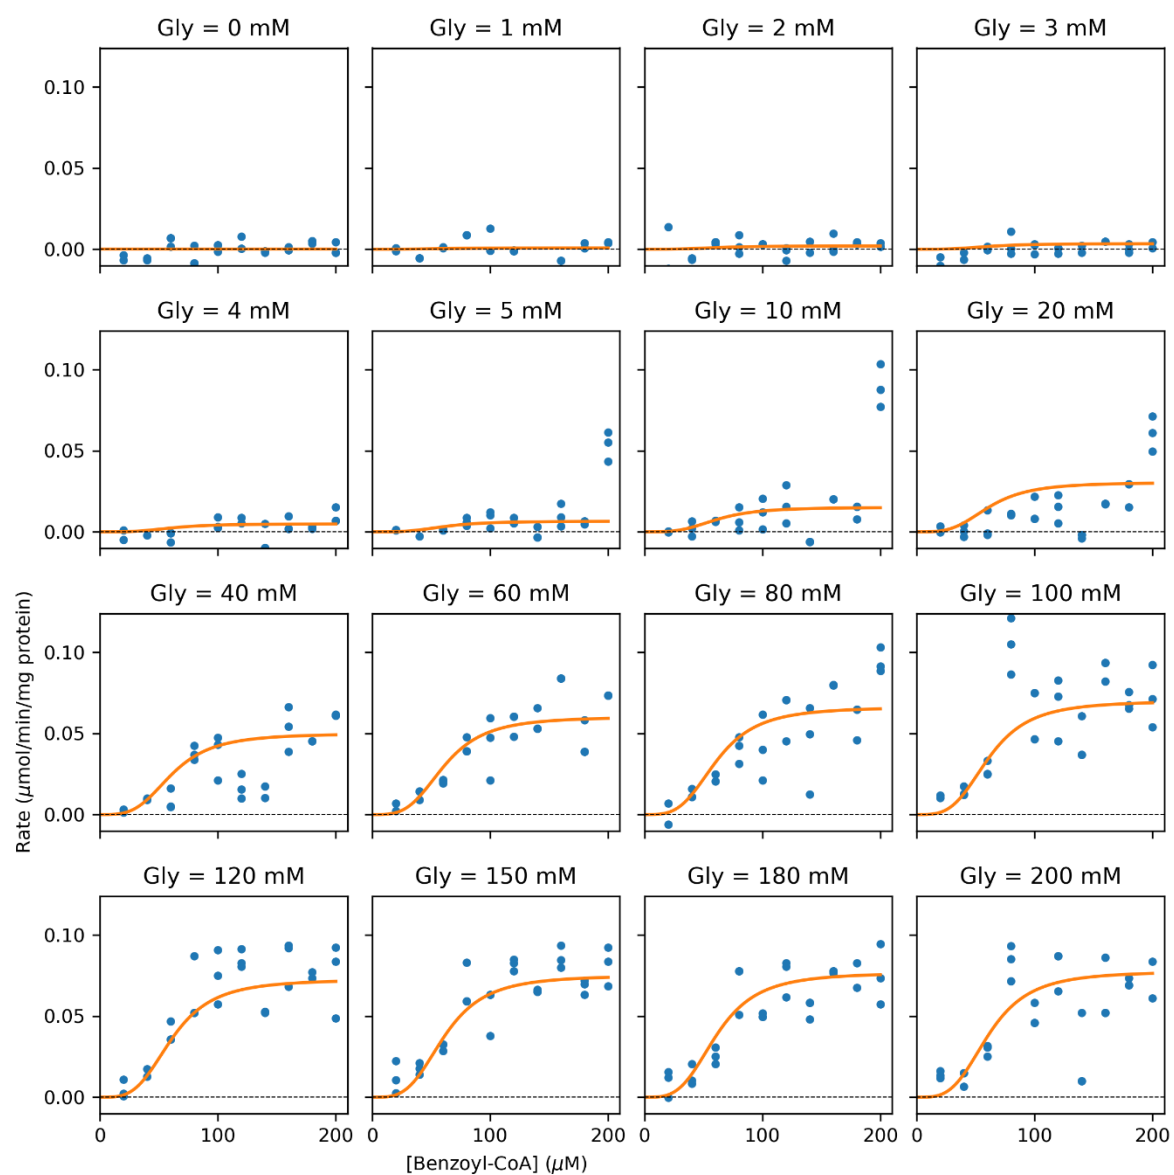 Gly = 0 mM Gly = 1 mM Gly = 2 mM Gly = 3 mM
0.10
0.05
0.00
Gly = 4 mM Gly = 5 mM Gly = 10 mM Gly = 20 mM
0.10
0.05
0.00
Gly = 40 mM Gly = 60 mM Gly = 80 mM Gly = 100 mM
0.10
0.05
0.00
Rate (μmol/min/mg protein)
Gly = 120 mM Gly = 150 mM Gly = 180 mM Gly = 200 mM
0.10
0.05
0.00
0 100 200 0 100 200 0 100 200 0 100 200
[Benzoyl-CoA] (μM)